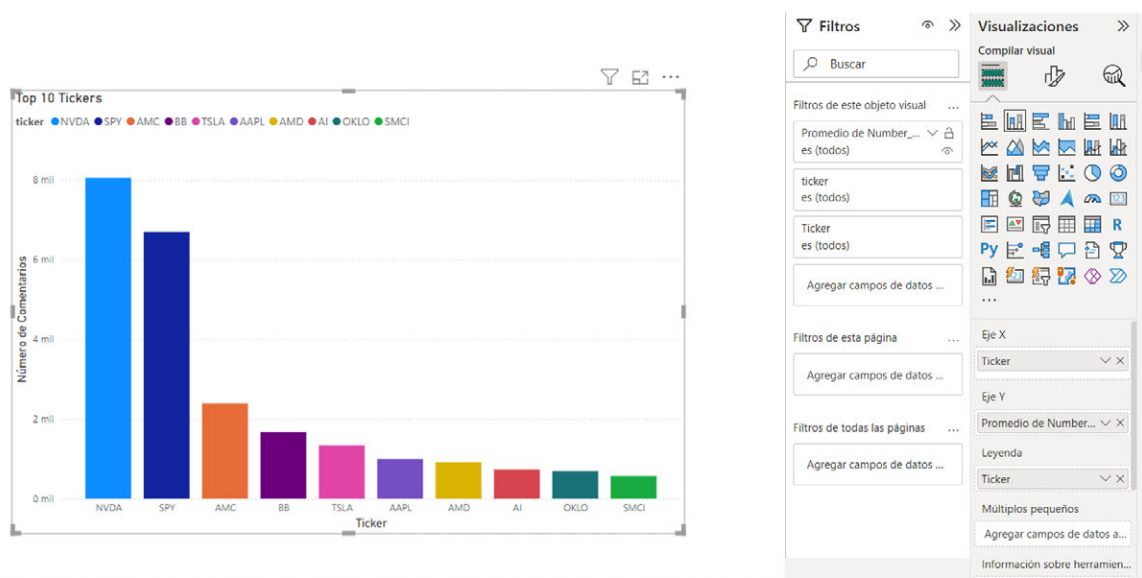 Top 10 Tickers
ticker NVDA SPY AMC BB TSLA AAPL AMD AI OKLO SMCI
Número de Comentarios
8 mil
6 mil
4 mil
2 mil
0 mil
NVDA SPY AMC BB TSLA AAPL AMD AI OKLO SMCI
Ticker
Filtros
Buscar
Filtros de este objeto visual ...
Promedio de Number_...
es (todos)
ticker
es (todos)
Ticker
es (todos)
Agregar campos de datos ...
Filtros de esta página ...
Agregar campos de datos ...
Filtros de todas las páginas ...
Agregar campos de datos ...
Visualizaciones
Compilar visual
123
R
Py
...
Eje X
Ticker
Eje Y
Promedio de Number...
Leyenda
Ticker
Múltiplos pequeños
Agregar campos de datos a...
Información sobre herramien...